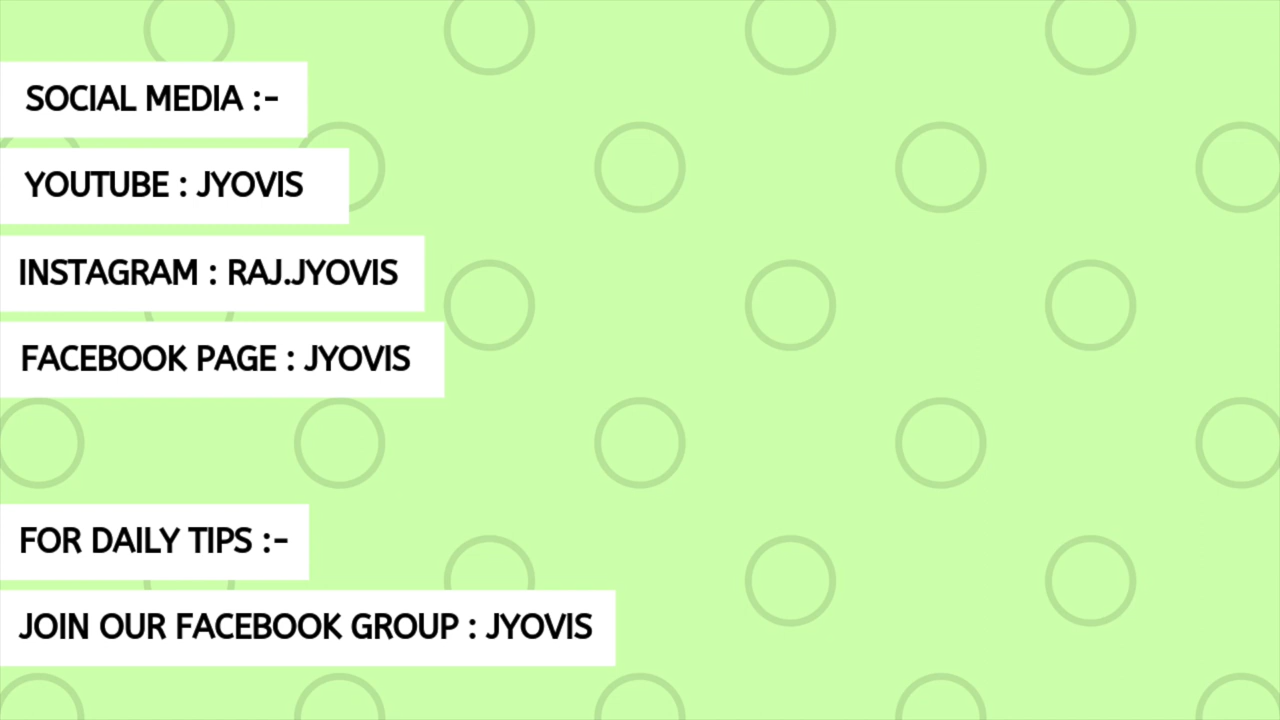 SOCIAL MEDIA :-
YOUTUBE : JYOVIS
INSTAGRAM : RAJ.JYOVIS
FACEBOOK PAGE : JYOVIS
FOR DAILY TIPS :-
JOIN OUR FACEBOOK GROUP : JYOVIS